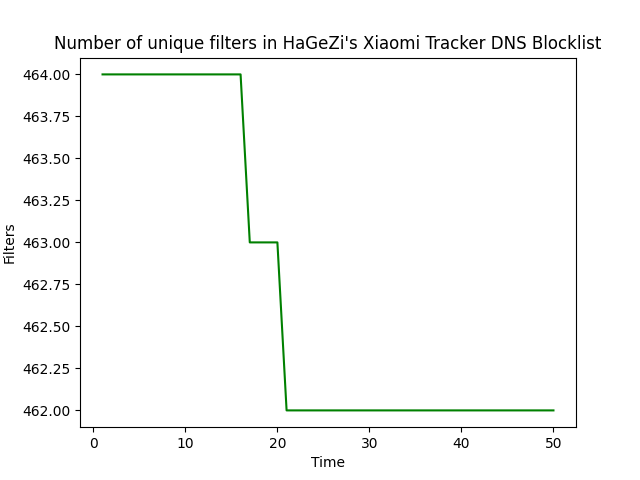 Number of unique filters in HaGeZi's Xiaomi Tracker DNS Blocklist
464.00
463.75
463.50
463.25
463.00
462.75
462.50
462.25
462.00
Filters
0 10 20 30 40 50
Time